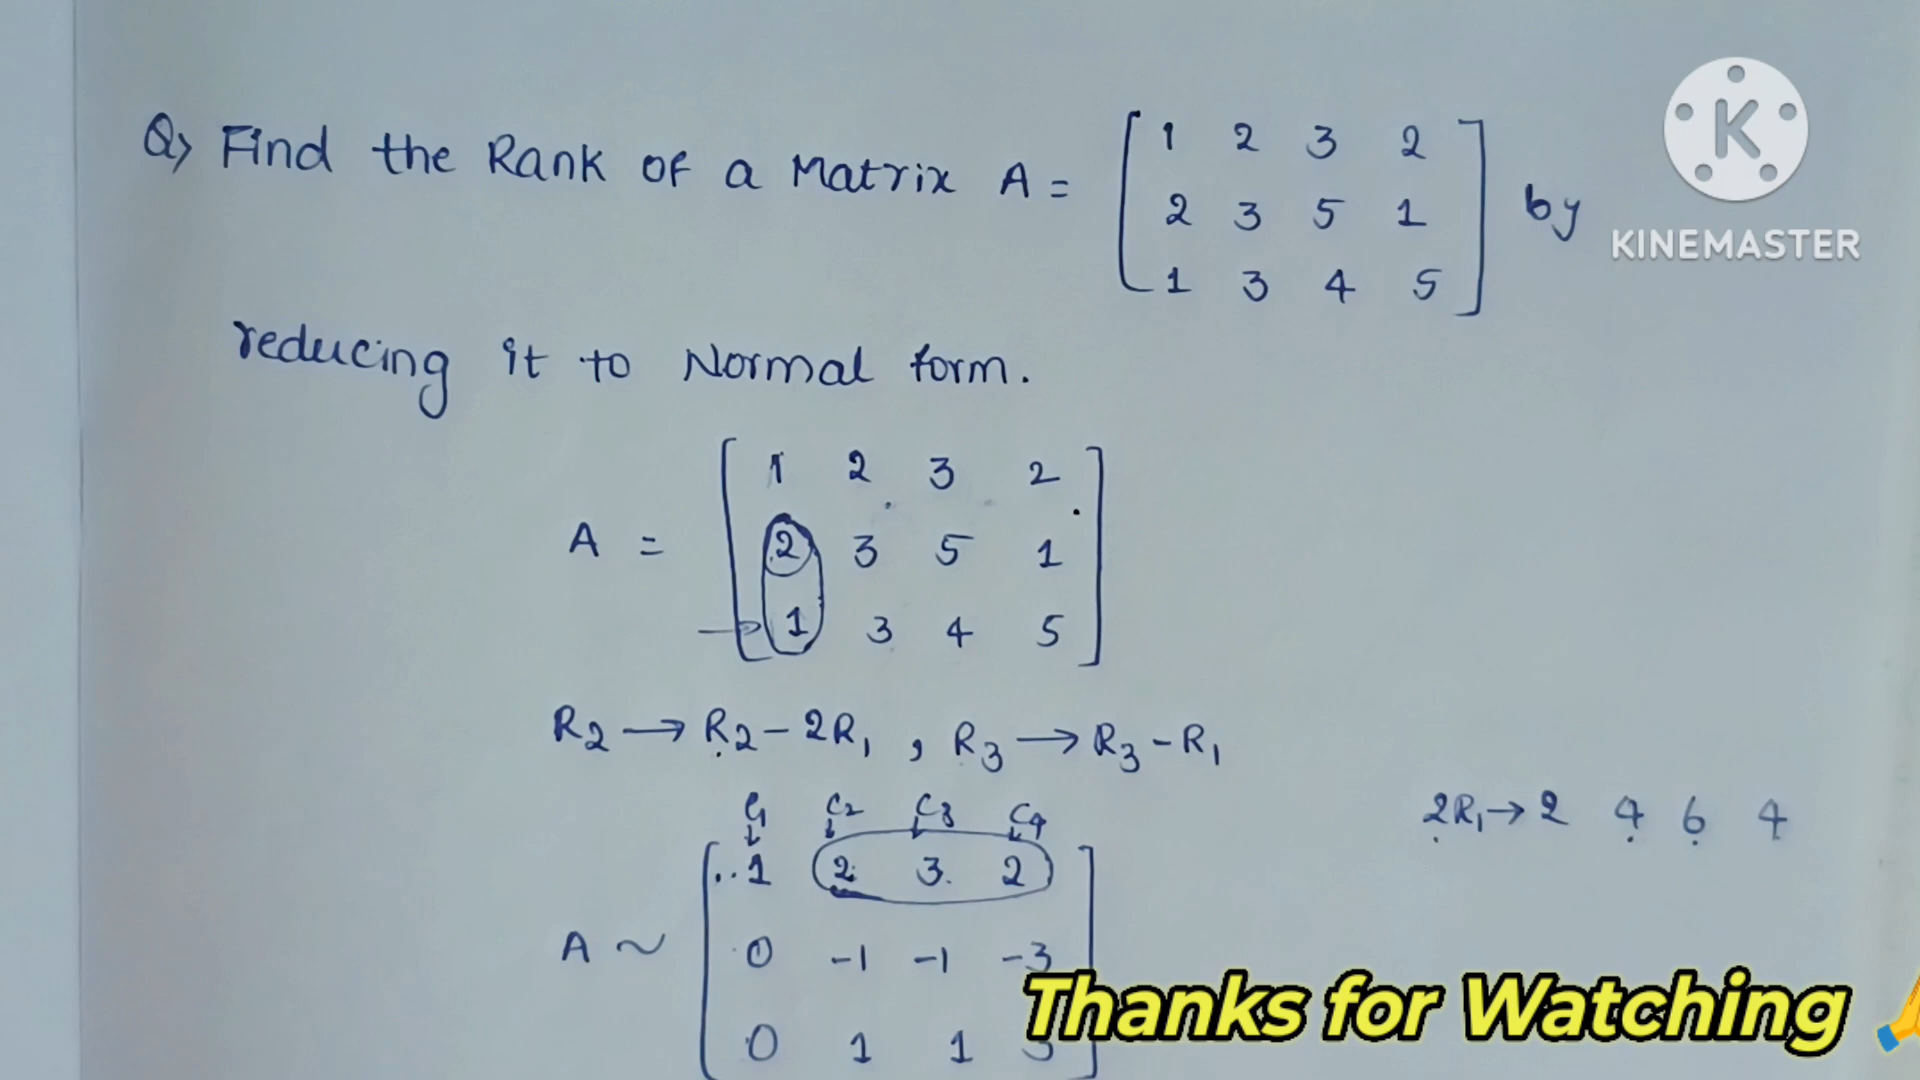 Q) Find the Rank of a Matrix A = [ 1 2 3 2
2 3 5 1
1 3 4 5 ] by
KINEMASTER
reducing it to Normal form.
A = [ 1 2 3 2
2 3 5 1
1 3 4 5 ]
R2 → R2 - 2R1 , R3 → R3 - R1
2R1 → 2 4 6 4
C1 C2 C3 C4
A ~ [ 1 2 3 2
0 -1 -1 -3
0 1 1 3
Thanks for Watching